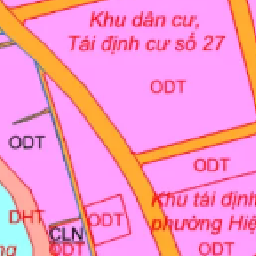 Khu dân cư,
Tái định cư số 27
ODT
ODT
ODT
Khu tái định
phường Hiệ
DHT
ODT
CLN
ODT
ODT
ng